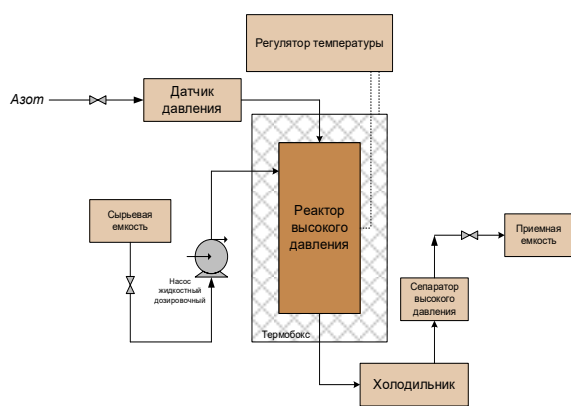 Регулятор температуры
Азот
Датчик
давления
Реактор
высокого
давления
Сырьевая
емкость
Насос
жидкостный
дозировочный
Приемная
емкость
Сепаратор
высокого
давления
Термобокс
Холодильник